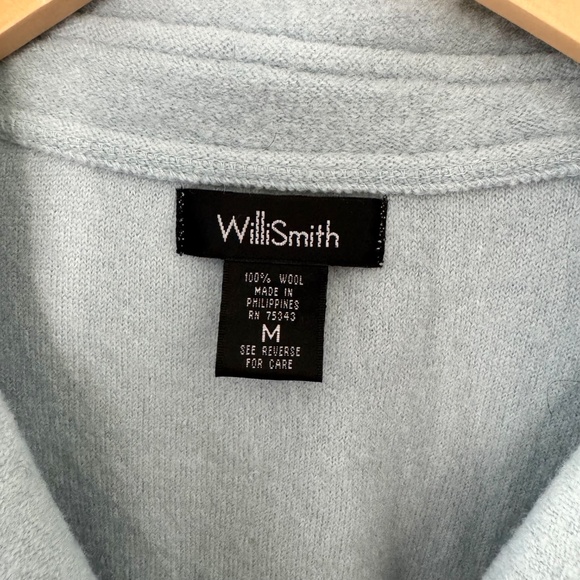 WilliSmith
100% WOOL
MADE IN
PHILIPPINES
RN 75343
M
SEE REVERSE
FOR CARE